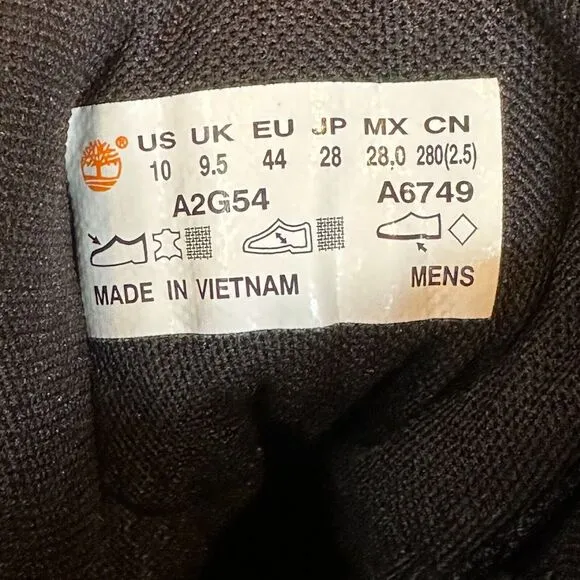 ® US UK EU JP MX CN
10 9.5 44 28 28.0 280(2.5)
A2G54 A6749
MADE IN VIETNAM MENS